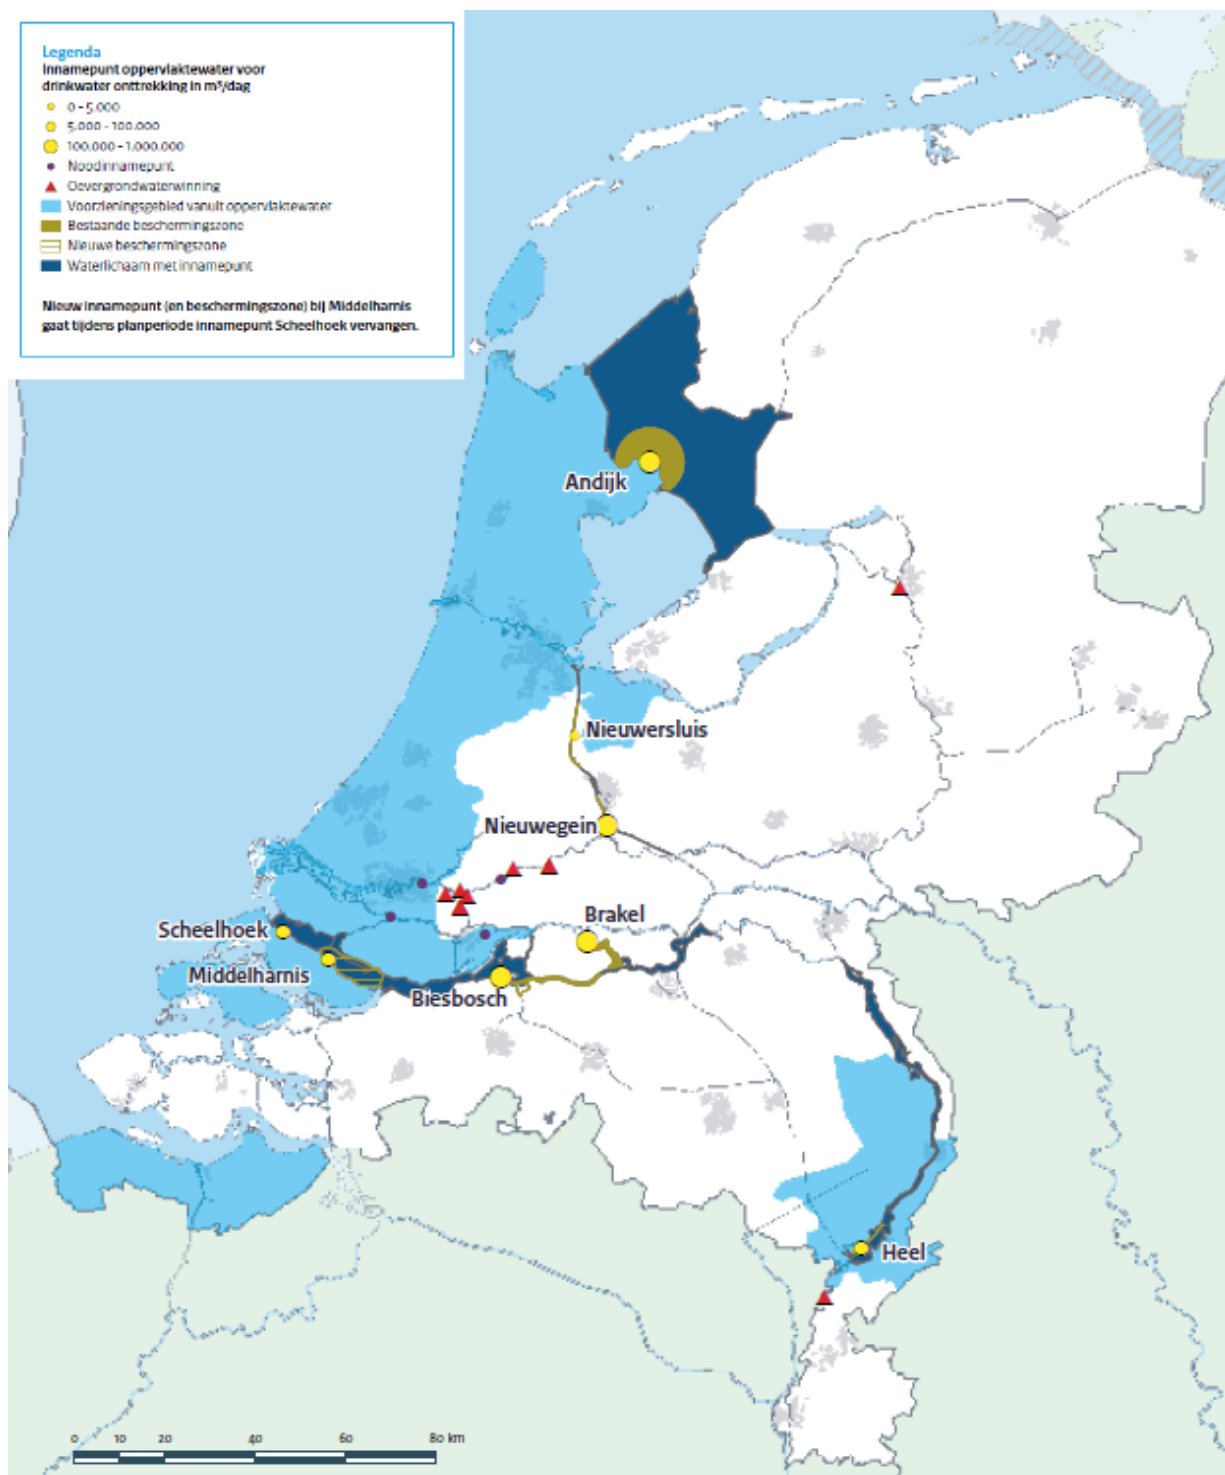 Legenda
Innamepunt oppervlaktewater voor
drinkwater onttrekking in m³/dag
0 - 5.000
5.000 - 100.000
100.000 - 1.000.000
Noodinnamepunt
Oevergrondwaterwinning
Voorzieningsgebied vanuit oppervlaktewater
Bestaande beschermingszone
Nieuwe beschermingszone
Waterlichaam met innamepunt
Nieuw innamepunt (en beschermingszone) bij Middelharnis
gaat tijdens planperiode innamepunt Scheelhoek vervangen.
Andijk
Nieuwersluis
Nieuwegein
Brakel
Scheelhoek
Middelharnis
Biesbosch
Heel
0 10 20 40 60 80 km